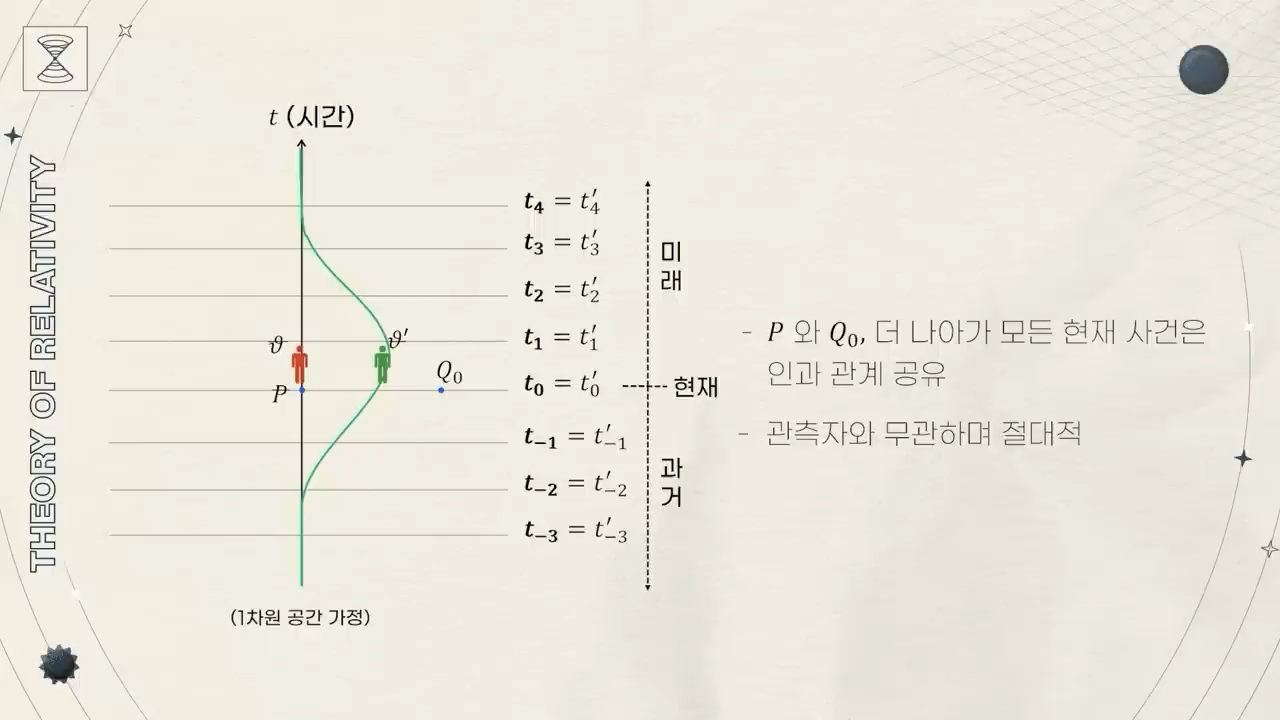 THEORY OF RELATIVITY
t (시간)
t₄ = t′₄
t₃ = t′₃
미
래
t₂ = t′₂
t₁ = t′₁
ϑ
ϑ′
P
Q₀
t₀ = t′₀
현재
t₋₁ = t′₋₁
과
거
t₋₂ = t′₋₂
t₋₃ = t′₋₃
(1차원 공간 가정)
- P 와 Q₀, 더 나아가 모든 현재 사건은
인과 관계 공유
- 관측자와 무관하며 절대적